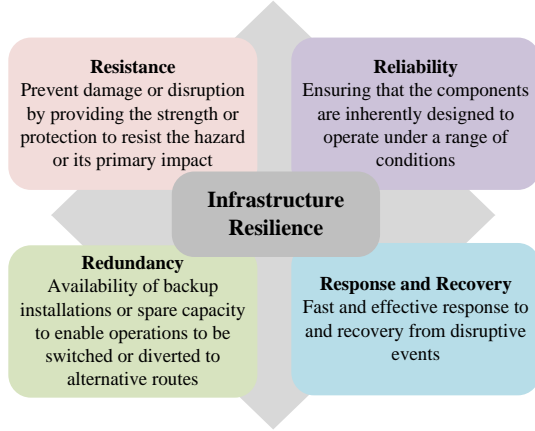 Resistance
Prevent damage or disruption
by providing the strength or
protection to resist the hazard
or its primary impact
Reliability
Ensuring that the components
are inherently designed to
operate under a range of
conditions
Infrastructure
Resilience
Redundancy
Availability of backup
installations or spare capacity
to enable operations to be
switched or diverted to
alternative routes
Response and Recovery
Fast and effective response to
and recovery from disruptive
events